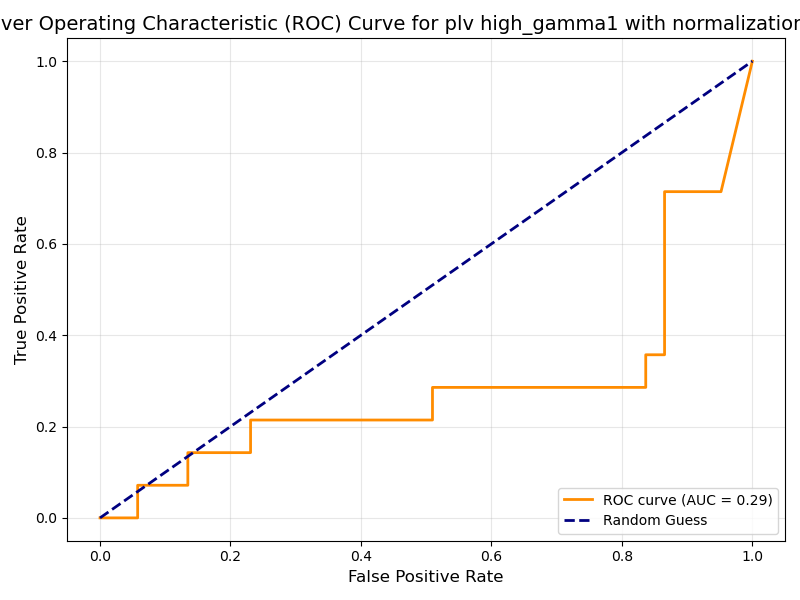 ver Operating Characteristic (ROC) Curve for plv high_gamma1 with normalization
1.0
0.8
0.6
0.4
0.2
0.0
True Positive Rate
0.0 0.2 0.4 0.6 0.8 1.0
False Positive Rate
ROC curve (AUC = 0.29)
Random Guess